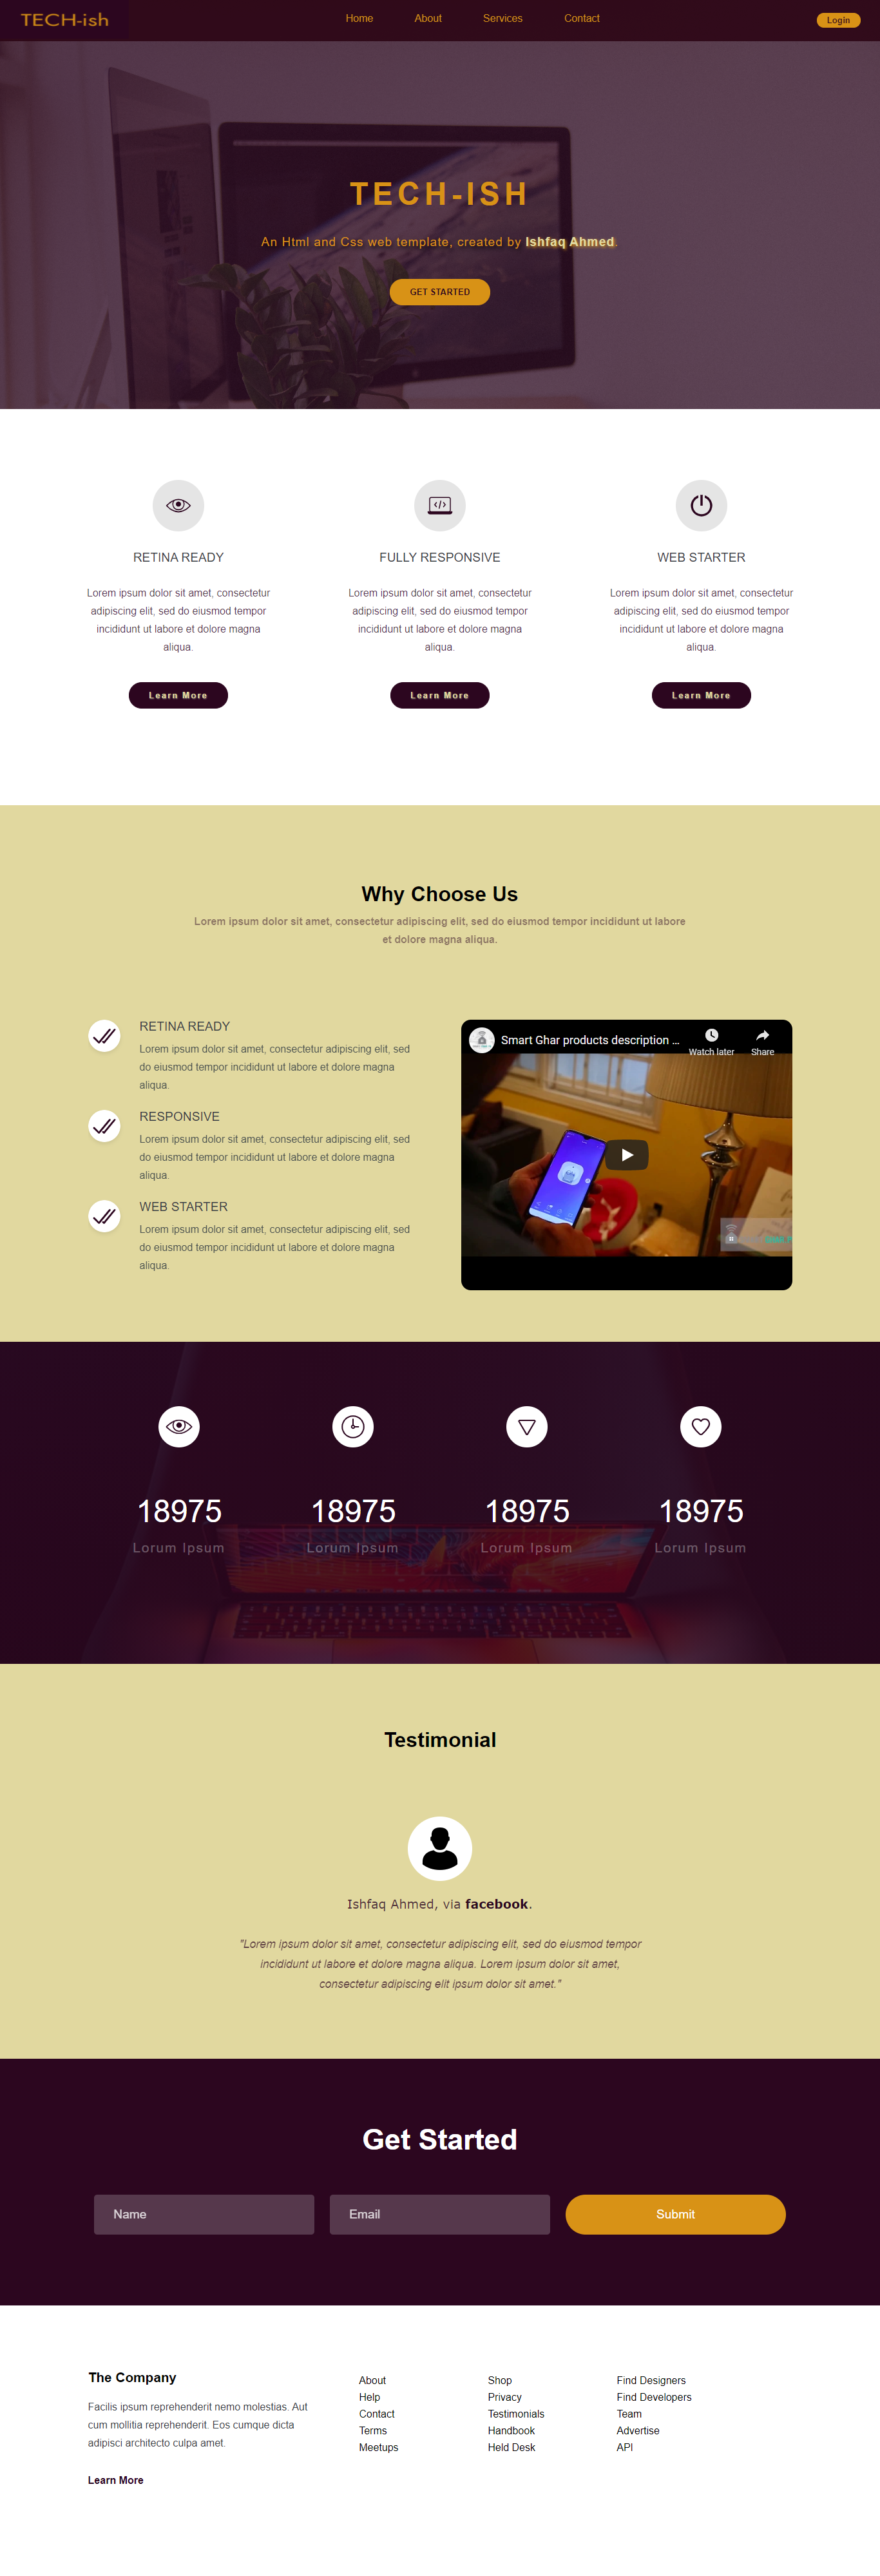 TECH-ish
Home About Services Contact
Login
TECH-ISH
An Html and Css web template, created by Ishfaq Ahmed.
GET STARTED
RETINA READY
Lorem ipsum dolor sit amet, consectetur
adipiscing elit, sed do eiusmod tempor
incididunt ut labore et dolore magna
aliqua.
Learn More
FULLY RESPONSIVE
Lorem ipsum dolor sit amet, consectetur
adipiscing elit, sed do eiusmod tempor
incididunt ut labore et dolore magna
aliqua.
Learn More
WEB STARTER
Lorem ipsum dolor sit amet, consectetur
adipiscing elit, sed do eiusmod tempor
incididunt ut labore et dolore magna
aliqua.
Learn More
Why Choose Us
Lorem ipsum dolor sit amet, consectetur adipiscing elit, sed do eiusmod tempor incididunt ut labore
et dolore magna aliqua.
RETINA READY
Lorem ipsum dolor sit amet, consectetur adipiscing elit, sed
do eiusmod tempor incididunt ut labore et dolore magna
aliqua.
RESPONSIVE
Lorem ipsum dolor sit amet, consectetur adipiscing elit, sed
do eiusmod tempor incididunt ut labore et dolore magna
aliqua.
WEB STARTER
Lorem ipsum dolor sit amet, consectetur adipiscing elit, sed
do eiusmod tempor incididunt ut labore et dolore magna
aliqua.
Smart Ghar products description ...
Watch later
Share
18975
Lorum Ipsum
18975
Lorum Ipsum
18975
Lorum Ipsum
18975
Lorum Ipsum
Testimonial
Ishfaq Ahmed, via facebook.
"Lorem ipsum dolor sit amet, consectetur adipiscing elit, sed do eiusmod tempor
incididunt ut labore et dolore magna aliqua. Lorem ipsum dolor sit amet,
consectetur adipiscing elit ipsum dolor sit amet."
Get Started
Name
Email
Submit
The Company
Facilis ipsum reprehenderit nemo molestias. Aut
cum mollitia reprehenderit. Eos cumque dicta
adipisci architecto culpa amet.
Learn More
About
Help
Contact
Terms
Meetups
Shop
Privacy
Testimonials
Handbook
Held Desk
Find Designers
Find Developers
Team
Advertise
API